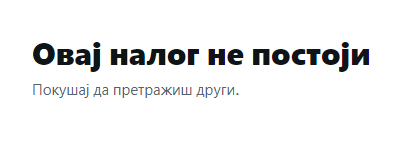 Овај налог не постоји
Покушај да претражиш други.